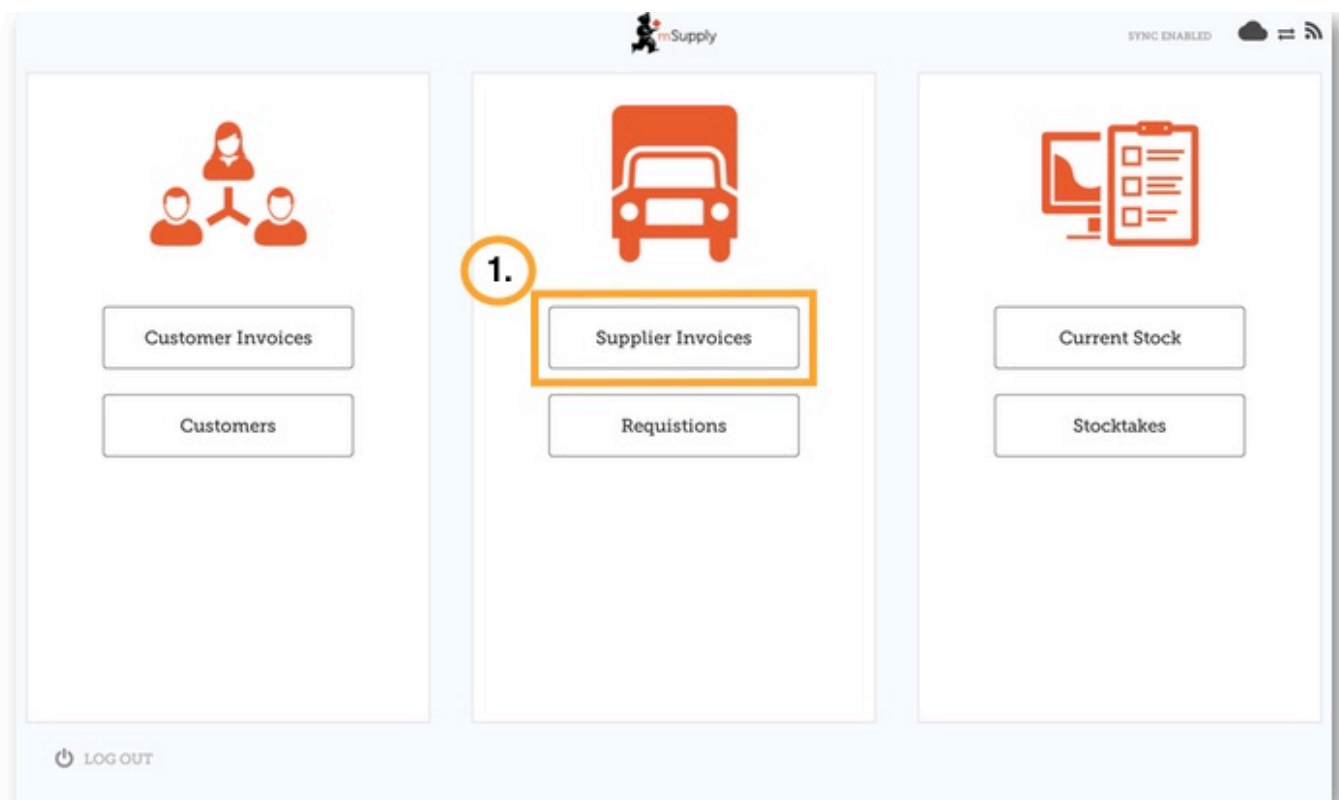 mSupply
SYNC ENABLED
1.
Customer Invoices
Supplier Invoices
Current Stock
Customers
Requistions
Stocktakes
LOG OUT